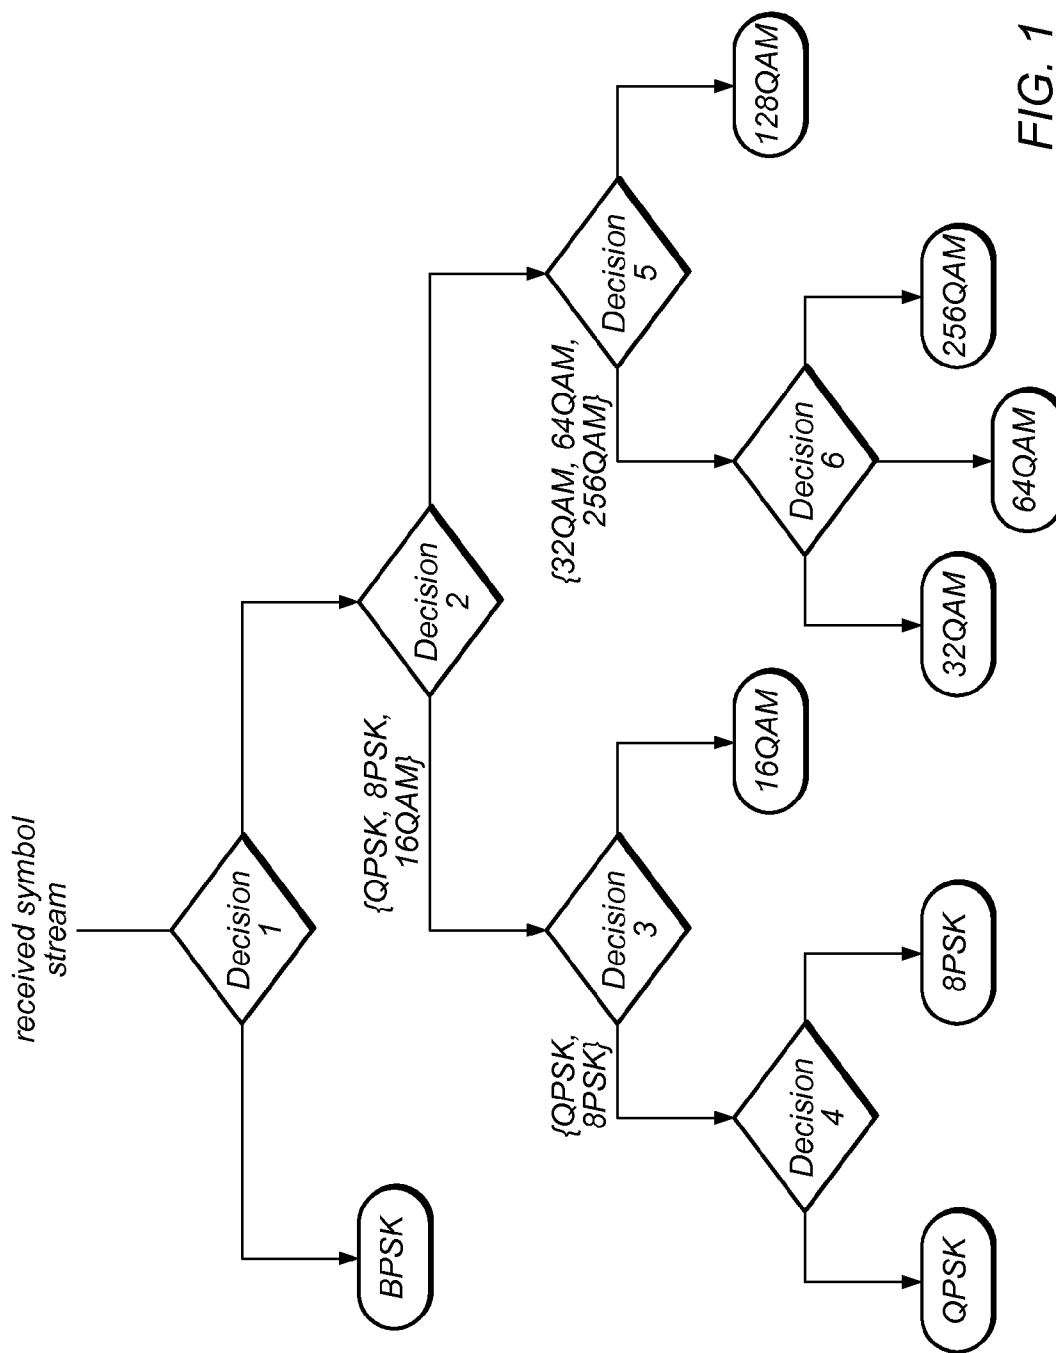 received symbol
stream
Decision
1
BPSK
Decision
2
{QPSK, 8PSK,
16QAM}
Decision
3
Decision
5
{QPSK,
8PSK}
16QAM
{32QAM, 64QAM,
256QAM}
128QAM
Decision
4
Decision
6
QPSK
8PSK
32QAM
64QAM
256QAM
FIG. 1